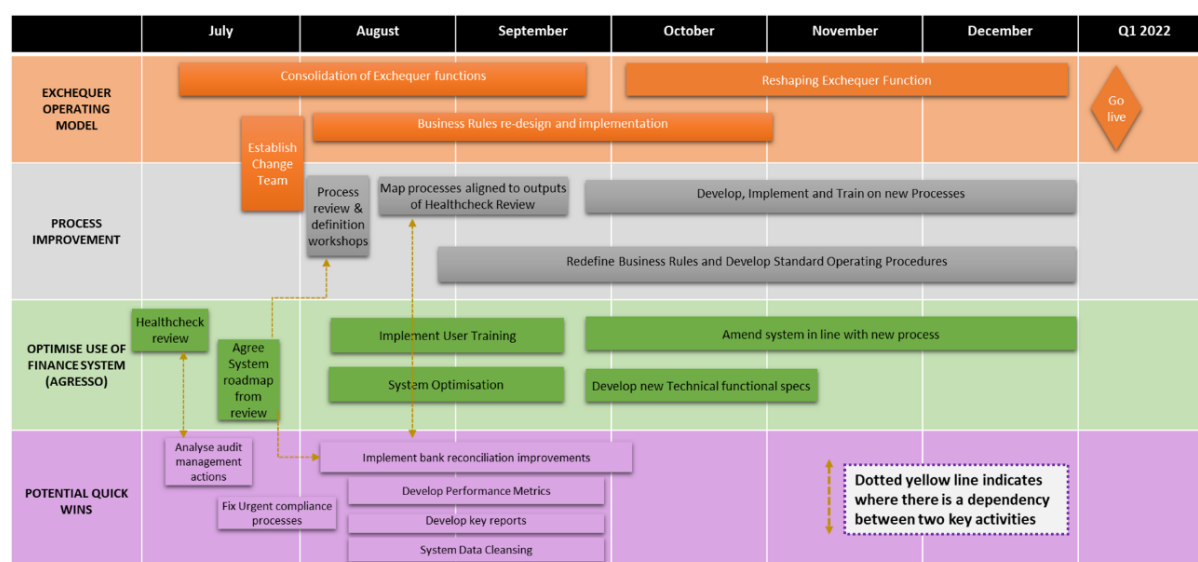 July
August
September
October
November
December
Q1 2022
EXCHEQUER
OPERATING
MODEL
Consolidation of Exchequer functions
Reshaping Exchequer Function
Go
live
Business Rules re-design and implementation
Establish
Change
Team
PROCESS
IMPROVEMENT
Process
review &
definition
workshops
Map processes aligned to outputs
of Healthcheck Review
Develop, Implement and Train on new Processes
Redefine Business Rules and Develop Standard Operating Procedures
OPTIMISE USE OF
FINANCE SYSTEM
(AGRESSO)
Healthcheck
review
Agree
System
roadmap
from
review
Implement User Training
Amend system in line with new process
System Optimisation
Develop new Technical functional specs
POTENTIAL QUICK
WINS
Analyse audit
management
actions
Implement bank reconciliation improvements
Fix Urgent compliance
processes
Develop Performance Metrics
Develop key reports
System Data Cleansing
Dotted yellow line indicates
where there is a dependency
between two key activities